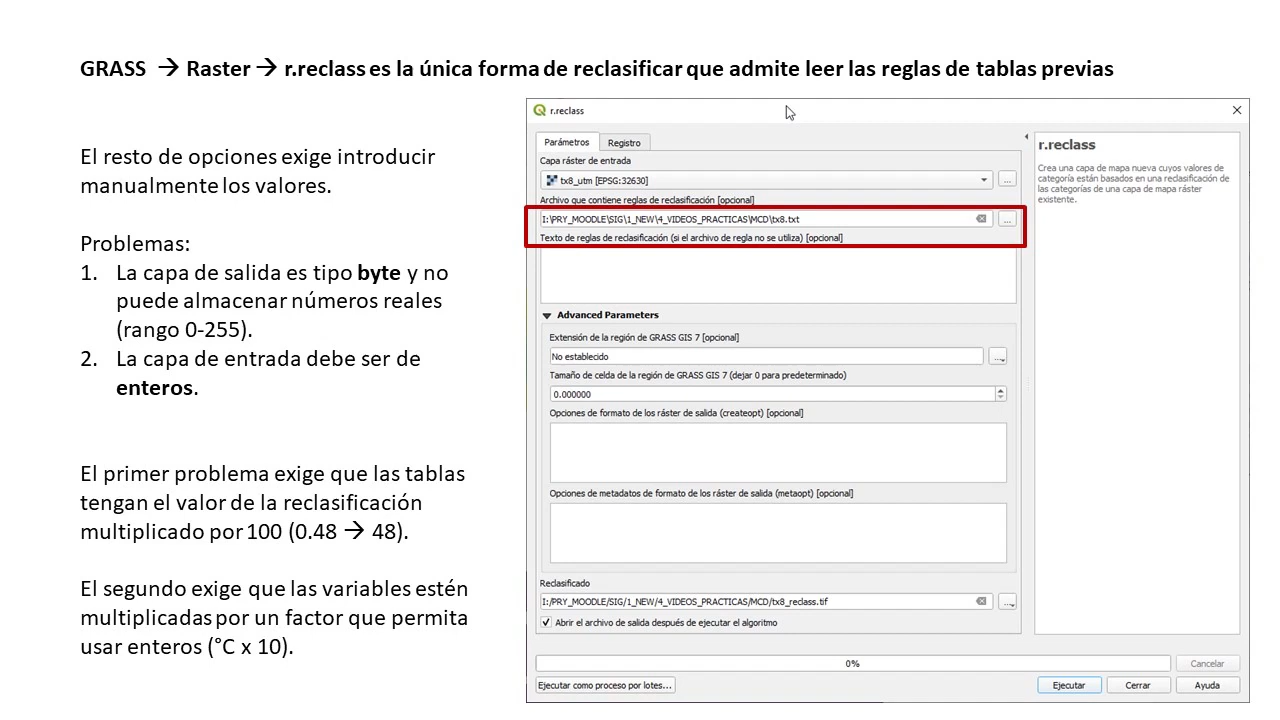 GRASS → Raster → r.reclass es la única forma de reclasificar que admite leer las reglas de tablas previas
El resto de opciones exige introducir
manualmente los valores.
Problemas:
1. La capa de salida es tipo byte y no
puede almacenar números reales
(rango 0-255).
2. La capa de entrada debe ser de
enteros.
El primer problema exige que las tablas
tengan el valor de la reclasificación
multiplicado por 100 (0.48 → 48).
El segundo exige que las variables estén
multiplicadas por un factor que permita
usar enteros (°C x 10).
r.reclass
Parámetros
Registro
Capa ráster de entrada
tx8_utm [EPSG:32630]
...
Archivo que contiene reglas de reclasificación [opcional]
I:\PRY_MOODLE\SIG\1_NEW\4_VIDEOS_PRACTICAS\MCD\tx8.txt
...
Texto de reglas de reclasificación (si el archivo de regla no se utiliza) [opcional]
Advanced Parameters
Extensión de la región de GRASS GIS 7 [opcional]
No establecido
...
Tamaño de celda de la región de GRASS GIS 7 (dejar 0 para predeterminado)
0.000000
Opciones de formato de los ráster de salida (createopt) [opcional]
Opciones de metadatos de formato de los ráster de salida (metaopt) [opcional]
Reclasificado
I:/PRY_MOODLE/SIG/1_NEW/4_VIDEOS_PRACTICAS/MCD/tx8_reclass.tif
...
Abrir el archivo de salida después de ejecutar el algoritmo
r.reclass
Crea una capa de mapa nueva cuyos valores de
categoría están basados en una reclasificación de
las categorías de una capa de mapa ráster
existente.
0%
Cancelar
Ejecutar como proceso por lotes...
Ejecutar
Cerrar
Ayuda